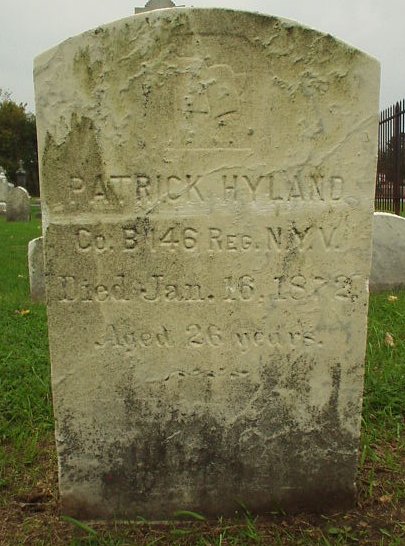 PATRICK HYLAND
CO. B 146 REG. N.Y.V.
Died Jan. 16, 1872
Aged 26 years.